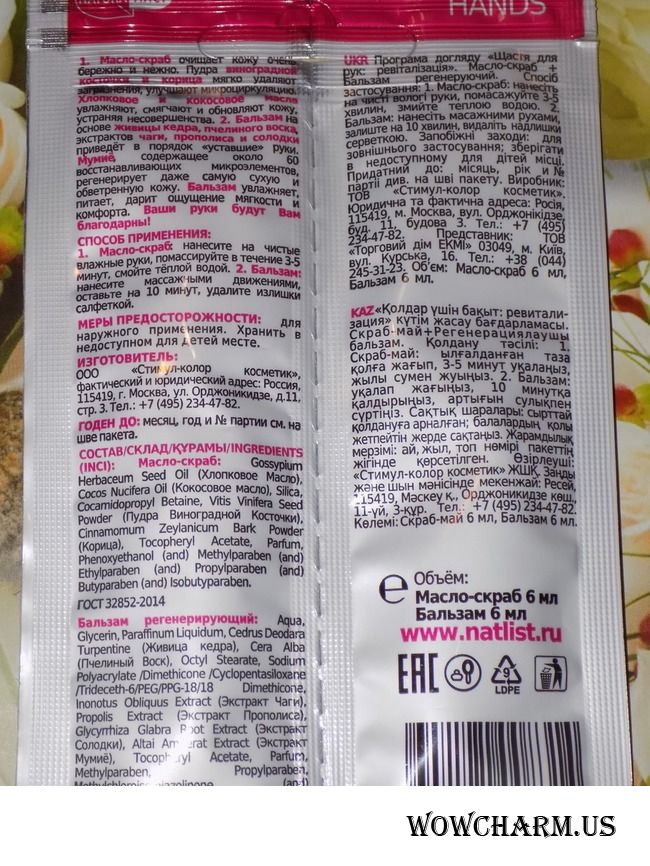 HANDS
1. Масло-скраб очищает кожу очень
бережно и нежно. Пудра виноградной
косточки и корица мягко удаляют
загрязнения, улучшают микроциркуляцию.
Хлопковое и кокосовое масла
увлажняют, смягчают и обновляют кожу,
устраняя несовершенства. 2. Бальзам на
основе живицы кедра, пчелиного воска,
экстрактов чаги, прополиса и солодки
приведёт в порядок «уставшие» руки.
Мумиё, содержащее около 60
восстанавливающих микроэлементов,
регенерирует даже самую сухую и
обветренную кожу. Бальзам увлажняет,
питает, дарит ощущение мягкости и
комфорта. Ваши руки будут Вам
благодарны!
СПОСОБ ПРИМЕНЕНИЯ:
1. Масло-скраб: нанесите на чистые
влажные руки, помассируйте в течение 3-5
минут, смойте тёплой водой. 2. Бальзам:
нанесите массажными движениями,
оставьте на 10 минут, удалите излишки
салфеткой.
МЕРЫ ПРЕДОСТОРОЖНОСТИ: для
наружного применения. Хранить в
недоступном для детей месте.
ИЗГОТОВИТЕЛЬ:
ООО «Стимул-колор косметик»,
фактический и юридический адрес: Россия,
115419, г. Москва, ул. Орджоникидзе, д.11,
стр. 3. Тел.: +7 (495) 234-47-82.
ГОДЕН ДО: месяц, год и № партии см. на
шве пакета.
СОСТАВ/СКЛАД/ҚҰРАМЫ/INGREDIENTS
(INCI): Масло-скраб: Gossypium
Herbaceum Seed Oil (Хлопковое Масло),
Cocos Nucifera Oil (Кокосовое масло), Silica,
Cocamidopropyl Betaine, Vitis Vinifera Seed
Powder (Пудра Виноградной Косточки),
Cinnamomum Zeylanicum Bark Powder
(Корица), Tocopheryl Acetate, Parfum,
Phenoxyethanol (and) Methylparaben (and)
Ethylparaben (and) Propylparaben (and)
Butyparaben (and) Isobutyparaben.
ГОСТ 32852-2014
Бальзам регенерирующий: Aqua,
Glycerin, Paraffinum Liquidum, Cedrus Deodara
Turpentine (Живица кедра), Cera Alba
(Пчелиный Воск), Octyl Stearate, Sodium
Polyacrylate /Dimethicone /Cyclopentasiloxane
/Trideceth-6/PEG/PPG-18/18 Dimethicone,
Inonotus Obliquus Extract (Экстракт Чаги),
Propolis Extract (Экстракт Прополиса),
Glycyrrhiza Glabra Root Extract (Экстракт
Солодки), Altai Extract (Экстракт
Мумиё), Tocopheryl Acetate, Parfum,
Methylparaben, Propylparaben,
(and)
UKR Програма догляду «Щастя для
рук: ревіталізація». Масло-скраб +
Бальзам регенеруючий. Спосіб
застосування: 1. Масло-скраб: нанесіть
на чисті вологі руки, помасажуйте 3-5
хвилин, змийте теплою водою. 2.
Бальзам: нанесіть масажними рухами,
залиште на 10 хвилин, видаліть надлишки
серветкою. Запобіжні заходи: для
зовнішнього застосування; зберігати
в недоступному для дітей місці.
Придатний до: місяць, рік и №
партії див. на шві пакету. Виробник:
ТОВ «Стимул-колор косметик».
Юридична та фактична адреса: Росія,
115419, м. Москва, вул. Орджонікідзе,
буд. 11, будова 3. Тел.: +7 (495)
234-47-82. Представник: ТОВ
«Торговий дім ЕКМІ» 03049, м. Київ,
вул. Курська, 16. Тел.: +38 (044)
245-31-23. Об'єм: Масло-скраб 6 мл,
Бальзам 6 мл.
KAZ «Қолдар үшін бақыт: ревитали-
зация» күтім жасау бағдарламасы.
Скраб-май+Регенерациялаушы
бальзам. Қолдану тәсілі: 1.
Скраб-май: ылғалданған таза
қолға жағып, 3-5 минут уқалаңыз,
жылы сумен жуыңыз. 2. Бальзам:
уқалап жағыңыз, 10 минутқа
қалдырыңыз, артығын сулықпен
сүртіңіз. Сақтық шаралары: сырттай
қолдануға арналған; балалардың қолы
жетпейтін жерде сақтаңыз. Жарамдылық
мерзімі: ай, жыл, топ нөмірі пакеттің
жігінде көрсетілген. Өзірлеуші:
«Стимул-колор косметик» ЖШҚ. Заңды
және шын мәнісінде мекенжай: Ресей,
115419, Мәскеу қ., Орджоникидзе көш.,
11-үй, 3-құр. Тел.: +7 (495) 234-47-82.
Көлемі: Скраб-май 6 мл, Бальзам 6 мл.
e Объём:
Масло-скраб 6 мл
Бальзам 6 мл
www.natlist.ru
EAC
LDPE
WOWCHARM.US